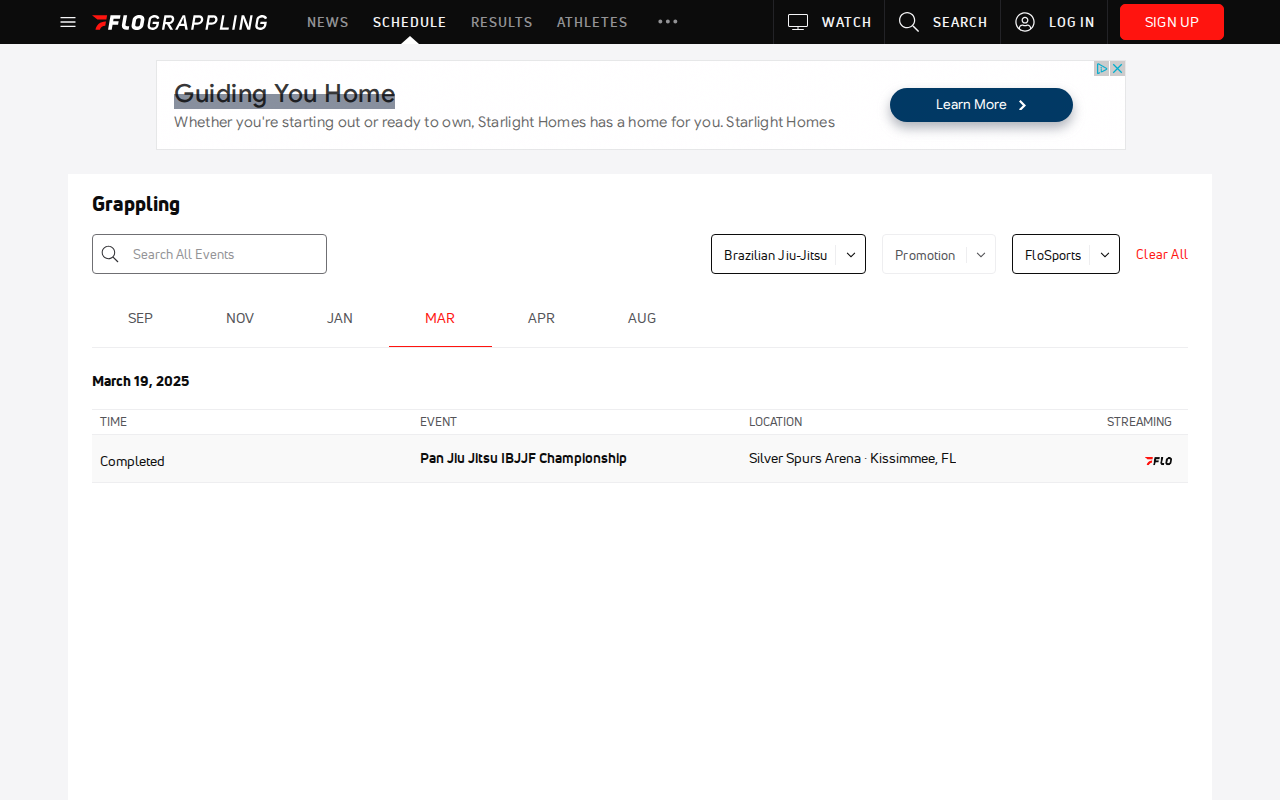 FLOGRAPPLING NEWS SCHEDULE RESULTS ATHLETES WATCH SEARCH LOG IN SIGN UP
Guiding You Home
Whether you're starting out or ready to own, Starlight Homes has a home for you. Starlight Homes
Learn More
Grappling
Search All Events
Brazilian Jiu-Jitsu
Promotion
FloSports
Clear All
SEP NOV JAN MAR APR AUG
March 19, 2025
TIME EVENT LOCATION STREAMING
Completed Pan Jiu Jitsu IBJJF Championship Silver Spurs Arena · Kissimmee, FL FLO